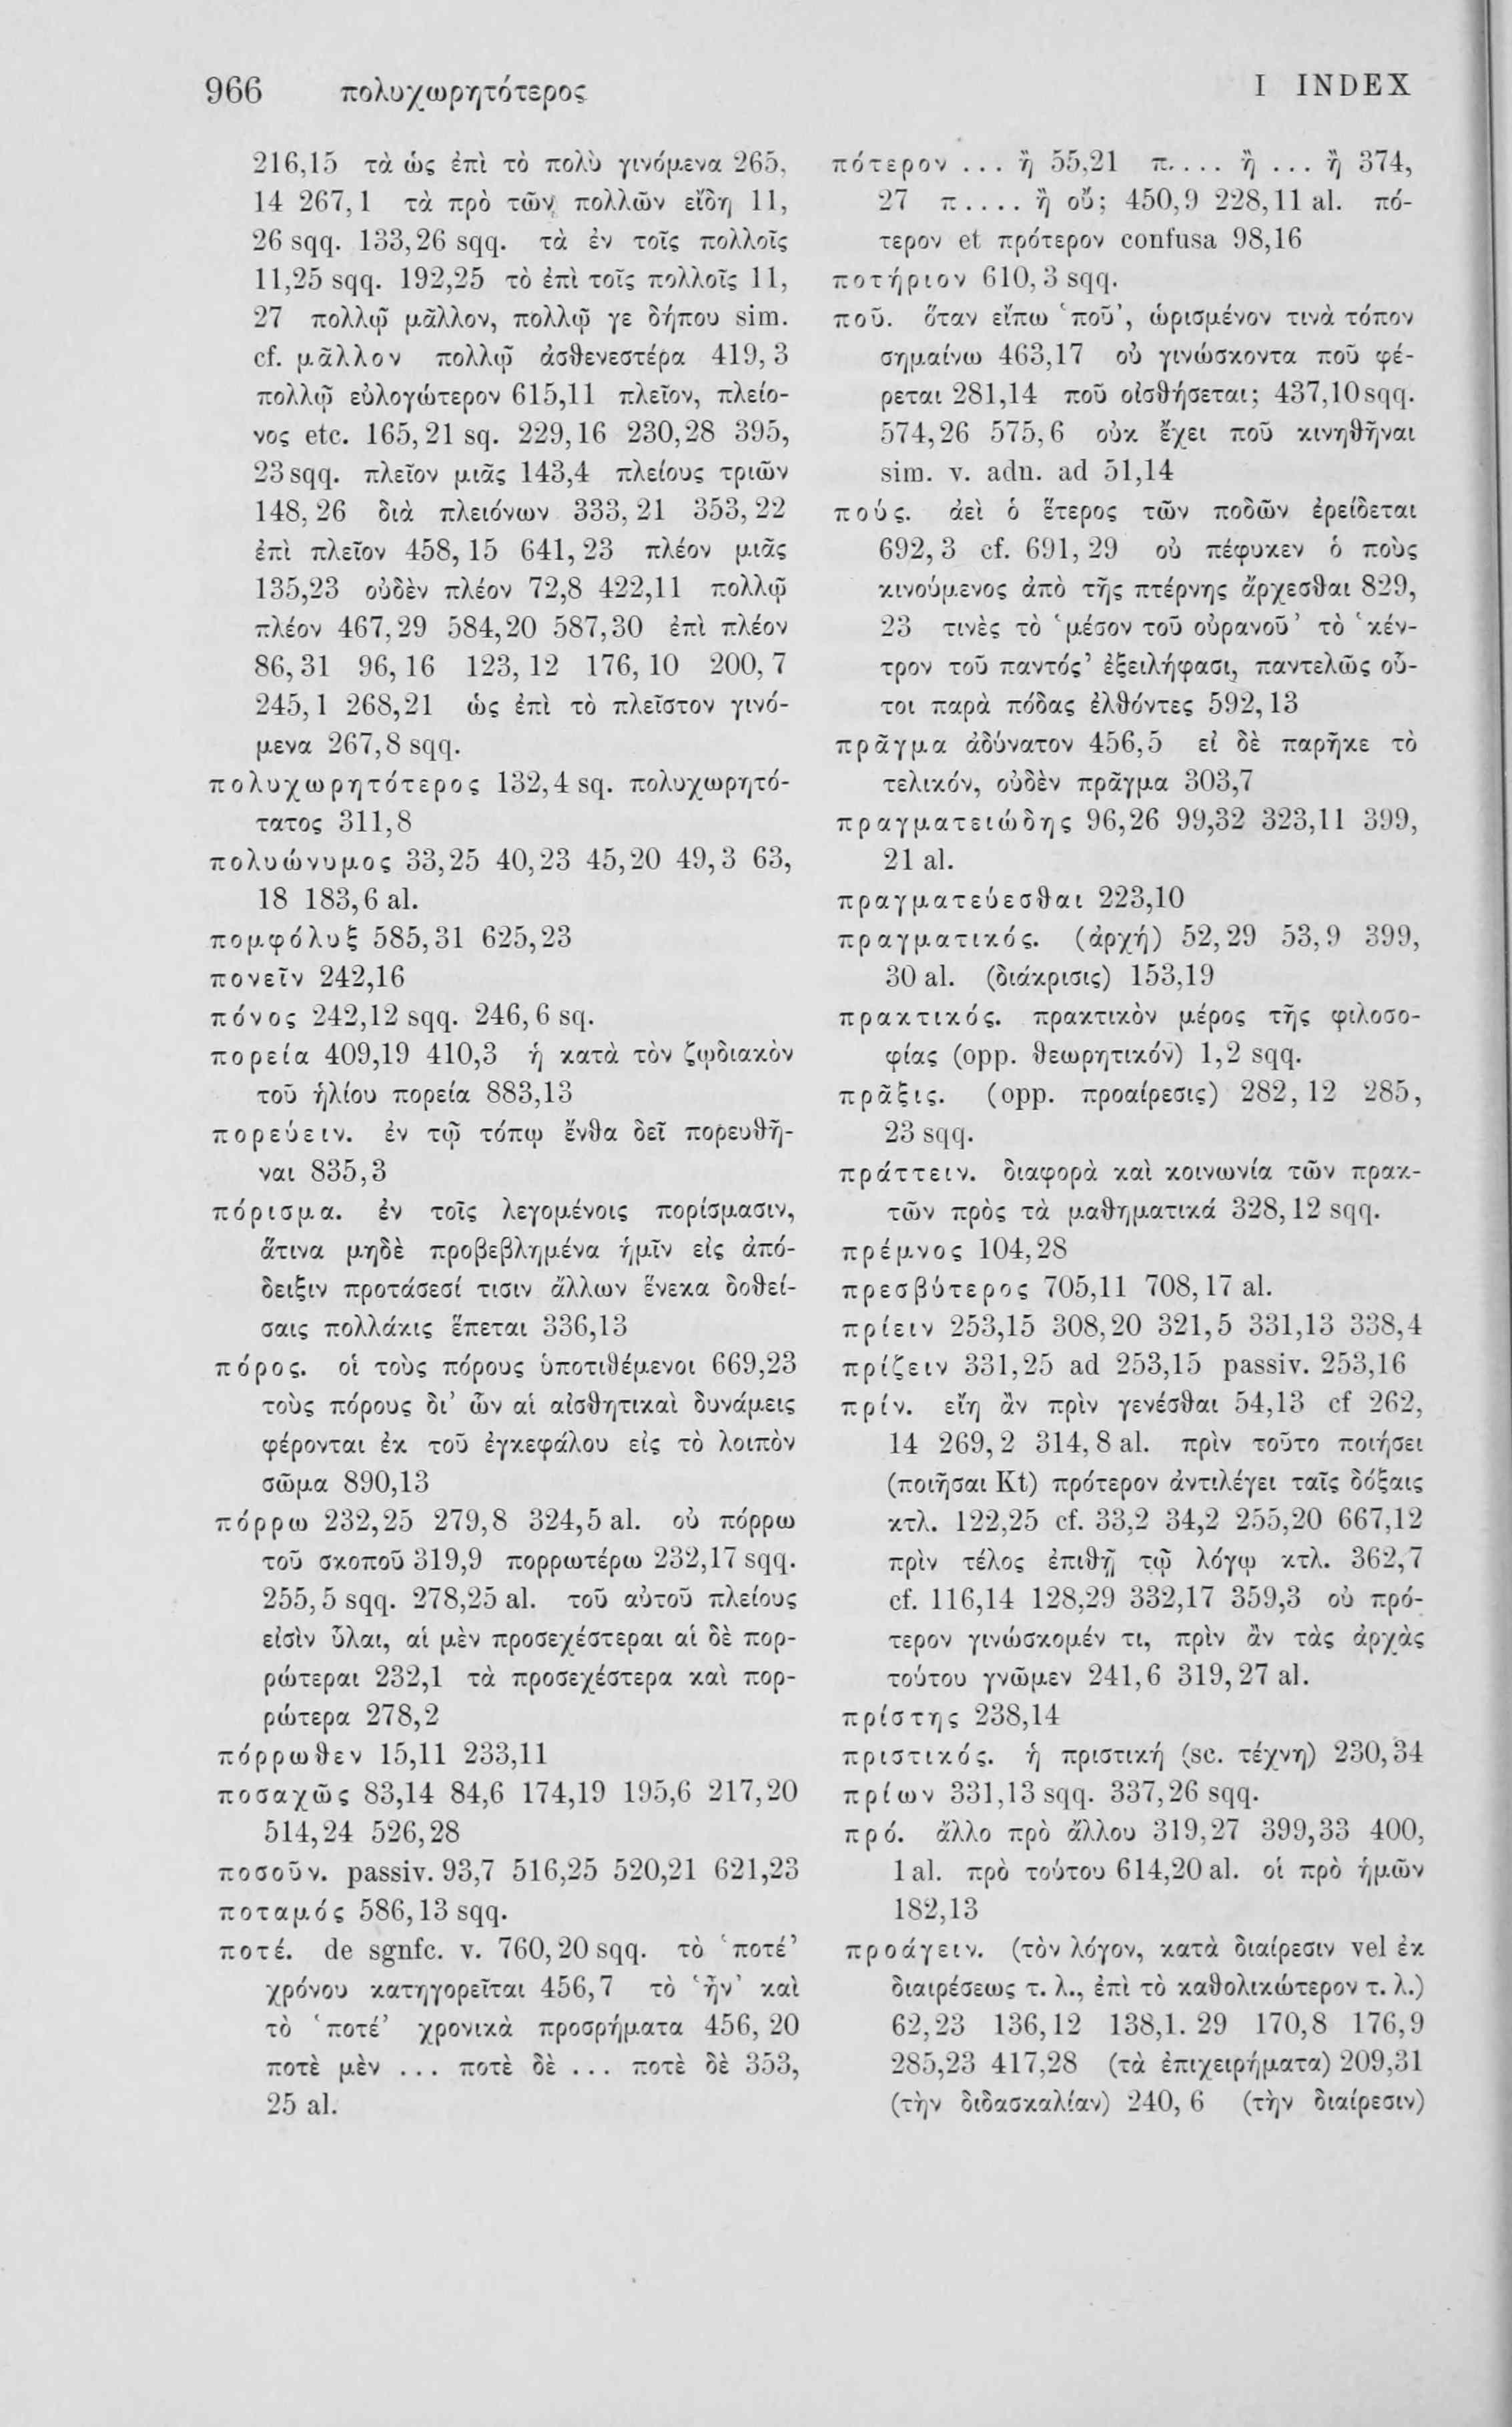 966 πολυχωρητότερος I INDEX
216,15 τὰ ὡς ἐπὶ τὸ πολὺ γινόμενα 265,
14 267,1 τὰ πρὸ τῶν πολλῶν εἴδη 11,
26 sqq. 133,26 sqq. τὰ ἐν τοῖς πολλοῖς
11,25 sqq. 192,25 τὸ ἐπὶ τοῖς πολλοῖς 11,
27 πολλῷ μᾶλλον, πολλῷ γε δήπου sim.
cf. μᾶλλον πολλῷ ἀσθενεστέρα 419,3
πολλῷ εὐλογώτερον 615,11 πλεῖον, πλείο-
νος etc. 165,21 sq. 229,16 230,28 395,
23 sqq. πλεῖον μιᾶς 143,4 πλείους τριῶν
148,26 διὰ πλειόνων 333,21 353,22
ἐπὶ πλεῖον 458,15 641,23 πλέον μιᾶς
135,23 οὐδὲν πλέον 72,8 422,11 πολλῷ
πλέον 467,29 584,20 587,30 ἐπὶ πλέον
86,31 96,16 123,12 176,10 200,7
245,1 268,21 ὡς ἐπὶ τὸ πλεῖστον γινό-
μενα 267,8 sqq.
πολυχωρητότερος 132,4 sq. πολυχωρητό-
τατος 311,8
πολυώνυμος 33,25 40,23 45,20 49,3 63,
18 183,6 al.
πομφόλυξ 585,31 625,23
πονεῖν 242,16
πόνος 242,12 sqq. 246,6 sq.
πορεία 409,19 410,3 ἡ κατὰ τὸν ζῳδιακὸν
τοῦ ἡλίου πορεία 883,13
πορεύειν. ἐν τῷ τόπῳ ἔνθα δεῖ πορευθῆ-
ναι 835,3
πόρισμα. ἐν τοῖς λεγομένοις πορίσμασιν,
ἅτινα μηδὲ προβεβλημένα ἡμῖν εἰς ἀπό-
δειξιν προτάσεσί τισιν ἄλλων ἕνεκα δοθεί-
σαις πολλάκις ἕπεται 336,13
πόρος. οἱ τοὺς πόρους ὑποτιθέμενοι 669,23
τοὺς πόρους δι’ ὧν αἱ αἰσθητικαὶ δυνάμεις
φέρονται ἐκ τοῦ ἐγκεφάλου εἰς τὸ λοιπὸν
σῶμα 890,13
πόρρω 232,25 279,8 324,5 al. οὐ πόρρω
τοῦ σκοποῦ 319,9 πορρωτέρω 232,17 sqq.
255,5 sqq. 278,25 al. τοῦ αὐτοῦ πλείους
εἰσὶν ὗλαι, αἱ μὲν προσεχέστεραι αἱ δὲ πορ-
ρώτεραι 232,1 τὰ προσεχέστερα καὶ πορ-
ρώτερα 278,2
πόρρωθεν 15,11 233,11
ποσαχῶς 83,14 84,6 174,19 195,6 217,20
514,24 526,28
ποσοῦν. passiv. 93,7 516,25 520,21 621,23
ποταμός 586,13 sqq.
ποτέ. de sgnfc. v. 760,20 sqq. τὸ ‘ποτέ’
χρόνου κατηγορεῖται 456,7 τὸ ‘ἦν’ καὶ
τὸ ‘ποτέ’ χρονικὰ προσρήματα 456,20
ποτὲ μὲν ... ποτὲ δὲ ... ποτὲ δὲ 353,
25 al.
πότερον ... ἢ 55,21 π.... ἢ ... ἢ 374,
27 π.... ἢ οὔ; 450,9 228,11 al. πό-
τερον et πρότερον confusa 98,16
ποτήριον 610,3 sqq.
ποῦ. ὅταν εἴπω ‘ποῦ’, ὡρισμένον τινὰ τόπον
σημαίνω 463,17 οὐ γινώσκοντα ποῦ φέ-
ρεται 281,14 ποῦ οἰσθήσεται; 437,10 sqq.
574,26 575,6 οὐκ ἔχει ποῦ κινηθῆναι
sim. v. adn. ad 51,14
πούς. ἀεὶ ὁ ἕτερος τῶν ποδῶν ἐρείδεται
692,3 cf. 691,29 οὐ πέφυκεν ὁ ποὺς
κινούμενος ἀπὸ τῆς πτέρνης ἄρχεσθαι 829,
23 τινὲς τὸ ‘μέσον τοῦ οὐρανοῦ’ τὸ ‘κέν-
τρον τοῦ παντός’ ἐξειλήφασι, παντελῶς οὗ-
τοι παρὰ πόδας ἐλθόντες 592,13
πρᾶγμα ἀδύνατον 456,5 εἰ δὲ παρῆκε τὸ
τελικόν, οὐδὲν πρᾶγμα 303,7
πραγματειώδης 96,26 99,32 323,11 399,
21 al.
πραγματεύεσθαι 223,10
πραγματικός. (ἀρχή) 52,29 53,9 399,
30 al. (διάκρισις) 153,19
πρακτικός. πρακτικὸν μέρος τῆς φιλοσο-
φίας (opp. θεωρητικόν) 1,2 sqq.
πρᾶξις. (opp. προαίρεσις) 282,12 285,
23 sqq.
πράττειν. διαφορὰ καὶ κοινωνία τῶν πρακ-
τῶν πρὸς τὰ μαθηματικά 328,12 sqq.
πρέμνος 104,28
πρεσβύτερος 705,11 708,17 al.
πρίειν 253,15 308,20 321,5 331,13 338,4
πρίζειν 331,25 ad 253,15 passiv. 253,16
πρίν. εἴη ἂν πρὶν γενέσθαι 54,13 cf 262,
14 269,2 314,8 al. πρὶν τοῦτο ποιήσει
(ποιῆσαι Kt) πρότερον ἀντιλέγει ταῖς δόξαις
κτλ. 122,25 cf. 33,2 34,2 255,20 667,12
πρὶν τέλος ἐπιθῇ τῷ λόγῳ κτλ. 362,7
cf. 116,14 128,29 332,17 359,3 οὐ πρό-
τερον γινώσκομέν τι, πρὶν ἂν τὰς ἀρχὰς
τούτου γνῶμεν 241,6 319,27 al.
πρίστης 238,14
πριστικός. ἡ πριστική (sc. τέχνη) 230,34
πρίων 331,13 sqq. 337,26 sqq.
πρό. ἄλλο πρὸ ἄλλου 319,27 399,33 400,
1 al. πρὸ τούτου 614,20 al. οἱ πρὸ ἡμῶν
182,13
προάγειν. (τὸν λόγον, κατὰ διαίρεσιν vel ἐκ
διαιρέσεως τ. λ., ἐπὶ τὸ καθολικώτερον τ. λ.)
62,23 136,12 138,1. 29 170,8 176,9
285,23 417,28 (τὰ ἐπιχειρήματα) 209,31
(τὴν διδασκαλίαν) 240,6 (τὴν διαίρεσιν)